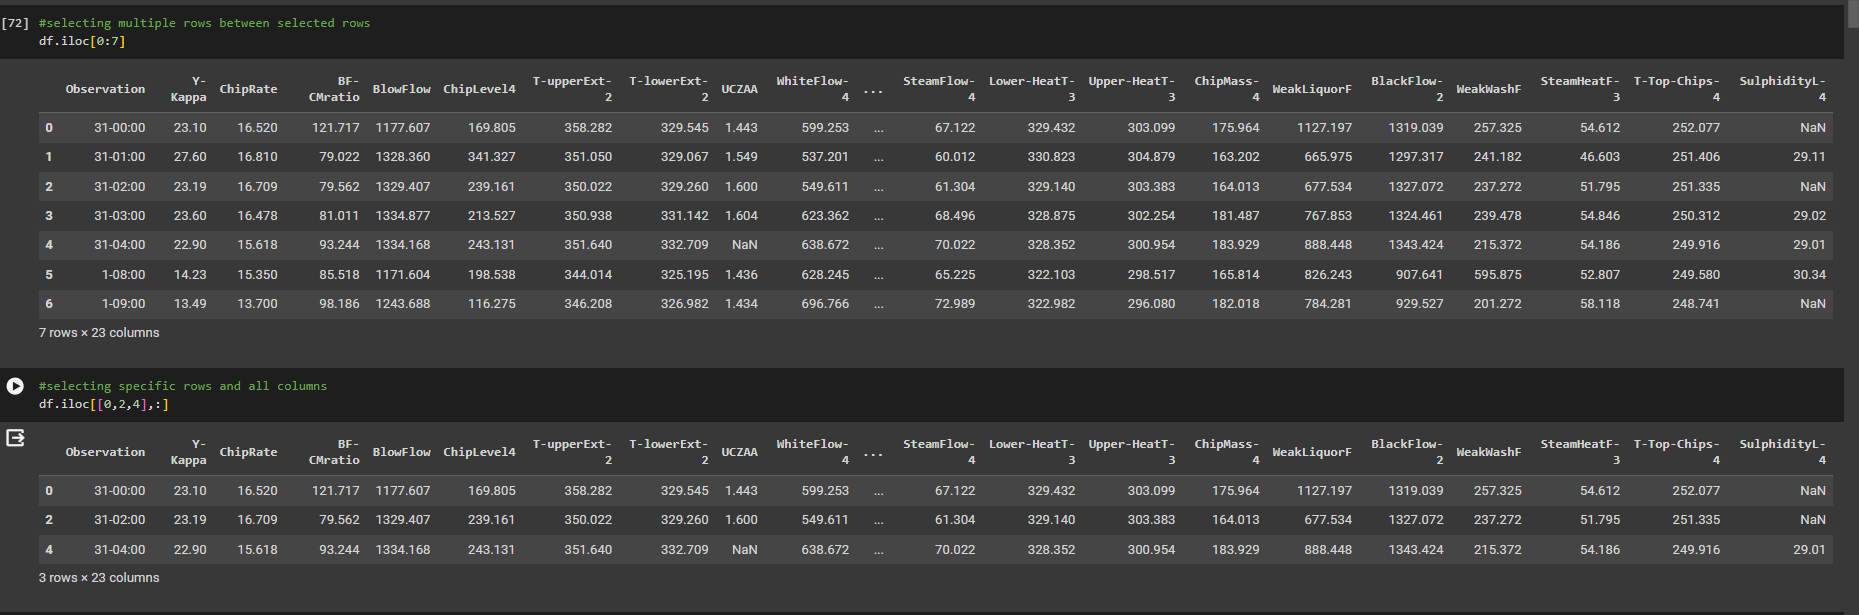 [72] #selecting multiple rows between selected rows
df.iloc[0:7]
Observation Y-Kappa ChipRate BF-CMratio BlowFlow ChipLevel4 T-upperExt-2 T-lowerExt-2 UCZAA WhiteFlow-4 ... SteamFlow-4 Lower-HeatT-3 Upper-HeatT-3 ChipMass-4 WeakLiquorF BlackFlow-2 WeakWashF SteamHeatF-3 T-Top-Chips-4 SulphidityL-4
0 31-00:00 23.10 16.520 121.717 1177.607 169.805 358.282 329.545 1.443 599.253 ... 67.122 329.432 303.099 175.964 1127.197 1319.039 257.325 54.612 252.077 NaN
1 31-01:00 27.60 16.810 79.022 1328.360 341.327 351.050 329.067 1.549 537.201 ... 60.012 330.823 304.879 163.202 665.975 1297.317 241.182 46.603 251.406 29.11
2 31-02:00 23.19 16.709 79.562 1329.407 239.161 350.022 329.260 1.600 549.611 ... 61.304 329.140 303.383 164.013 677.534 1327.072 237.272 51.795 251.335 NaN
3 31-03:00 23.60 16.478 81.011 1334.877 213.527 350.938 331.142 1.604 623.362 ... 68.496 328.875 302.254 181.487 767.853 1324.461 239.478 54.846 250.312 29.02
4 31-04:00 22.90 15.618 93.244 1334.168 243.131 351.640 332.709 NaN 638.672 ... 70.022 328.352 300.954 183.929 888.448 1343.424 215.372 54.186 249.916 29.01
5 1-08:00 14.23 15.350 85.518 1171.604 198.538 344.014 325.195 1.436 628.245 ... 65.225 322.103 298.517 165.814 826.243 907.641 595.875 52.807 249.580 30.34
6 1-09:00 13.49 13.700 98.186 1243.688 116.275 346.208 326.982 1.434 696.766 ... 72.989 322.982 296.080 182.018 784.281 929.527 201.272 58.118 248.741 NaN
7 rows × 23 columns
#selecting specific rows and all columns
df.iloc[[0,2,4],:]
Observation Y-Kappa ChipRate BF-CMratio BlowFlow ChipLevel4 T-upperExt-2 T-lowerExt-2 UCZAA WhiteFlow-4 ... SteamFlow-4 Lower-HeatT-3 Upper-HeatT-3 ChipMass-4 WeakLiquorF BlackFlow-2 WeakWashF SteamHeatF-3 T-Top-Chips-4 SulphidityL-4
0 31-00:00 23.10 16.520 121.717 1177.607 169.805 358.282 329.545 1.443 599.253 ... 67.122 329.432 303.099 175.964 1127.197 1319.039 257.325 54.612 252.077 NaN
2 31-02:00 23.19 16.709 79.562 1329.407 239.161 350.022 329.260 1.600 549.611 ... 61.304 329.140 303.383 164.013 677.534 1327.072 237.272 51.795 251.335 NaN
4 31-04:00 22.90 15.618 93.244 1334.168 243.131 351.640 332.709 NaN 638.672 ... 70.022 328.352 300.954 183.929 888.448 1343.424 215.372 54.186 249.916 29.01
3 rows × 23 columns